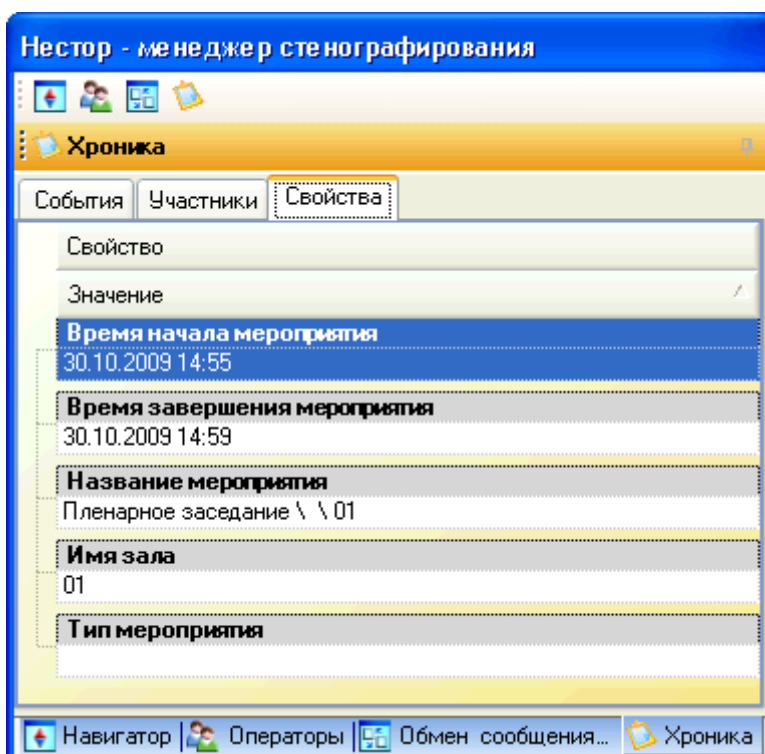 Нестор - менеджер стенографирования
Хроника
События Участники Свойства
Свойство
Значение
Время начала мероприятия
30.10.2009 14:55
Время завершения мероприятия
30.10.2009 14:59
Название мероприятия
Пленарное заседание \ \ 01
Имя зала
01
Тип мероприятия
Навигатор Операторы Обмен сообщения... Хроника